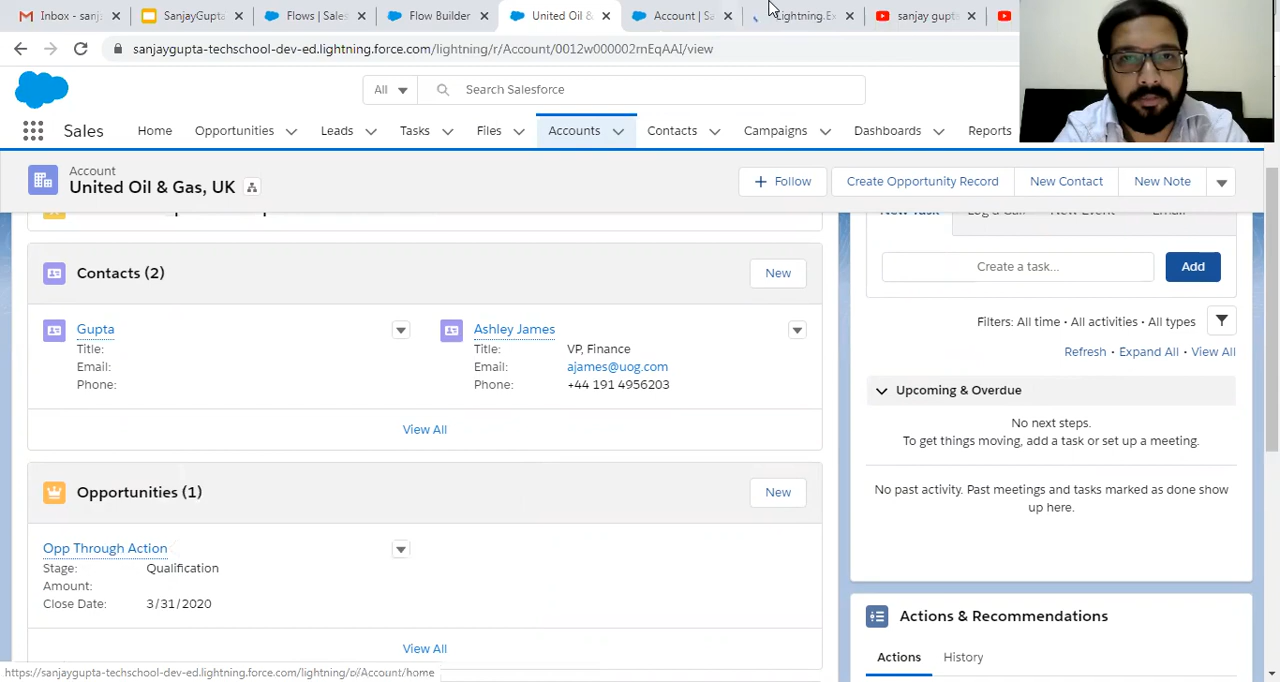 Inbox - sanj
SanjayGupta
Flows | Sales
Flow Builder
United Oil &
Account | Sa
Lightning Ex
sanjay gupt
sanjaygupta-techschool-dev-ed.lightning.force.com/lightning/r/Account/0012w000002rnEqAAI/view
All
Search Salesforce
Sales
Home
Opportunities
Leads
Tasks
Files
Accounts
Contacts
Campaigns
Dashboards
Reports
Account
United Oil & Gas, UK
+ Follow
Create Opportunity Record
New Contact
New Note
New Task
Log a Call
New Event
Email
Contacts (2)
New
Create a task...
Add
Gupta
Title:
Email:
Phone:
Ashley James
Title: VP, Finance
Email: ajames@uog.com
Phone: +44 191 4956203
View All
Filters: All time • All activities • All types
Refresh • Expand All • View All
Upcoming & Overdue
No next steps.
To get things moving, add a task or set up a meeting.
No past activity. Past meetings and tasks marked as done show
up here.
Opportunities (1)
New
Opp Through Action
Stage: Qualification
Amount:
Close Date: 3/31/2020
View All
Actions & Recommendations
Actions
History
https://sanjaygupta-techschool-dev-ed.lightning.force.com/lightning/o/Account/home